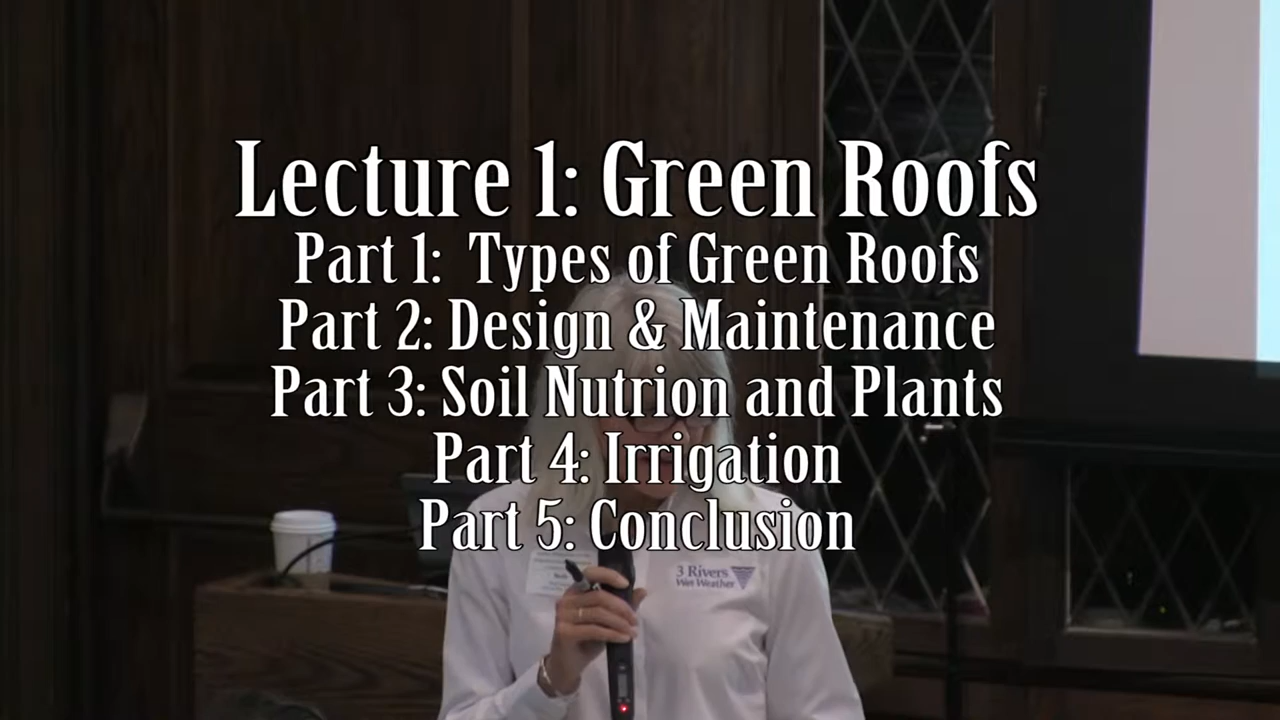 Lecture 1: Green Roofs
Part 1: Types of Green Roofs
Part 2: Design & Maintenance
Part 3: Soil Nutrion and Plants
Part 4: Irrigation
Part 5: Conclusion
3 Rivers
Wet Weather